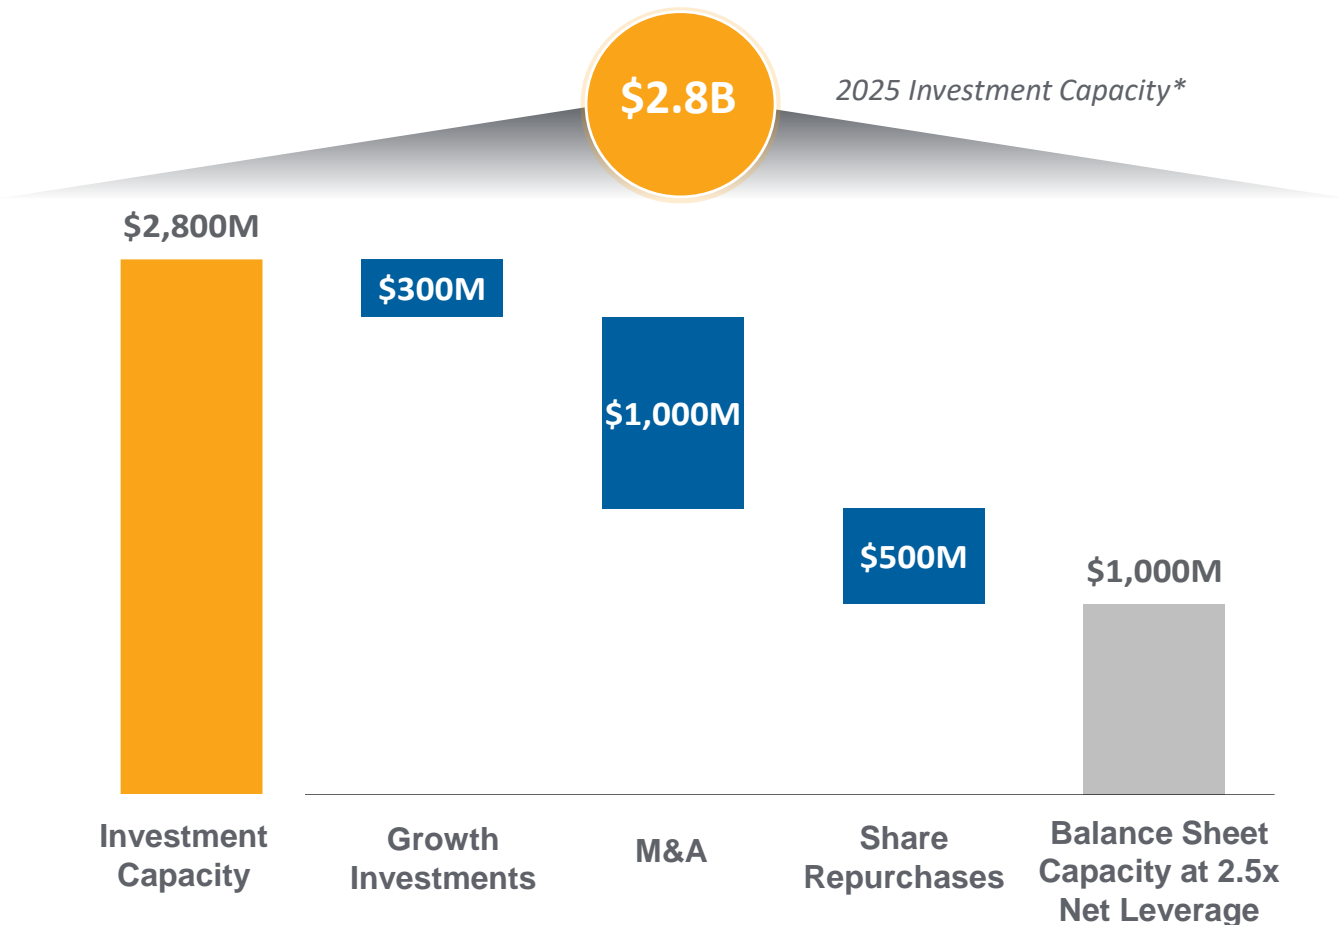 $2.8B
2025 Investment Capacity*
$2,800M
$300M
$1,000M
$500M
$1,000M
Investment
Capacity
Growth
Investments
M&A
Share
Repurchases
Balance Sheet
Capacity at 2.5x
Net Leverage